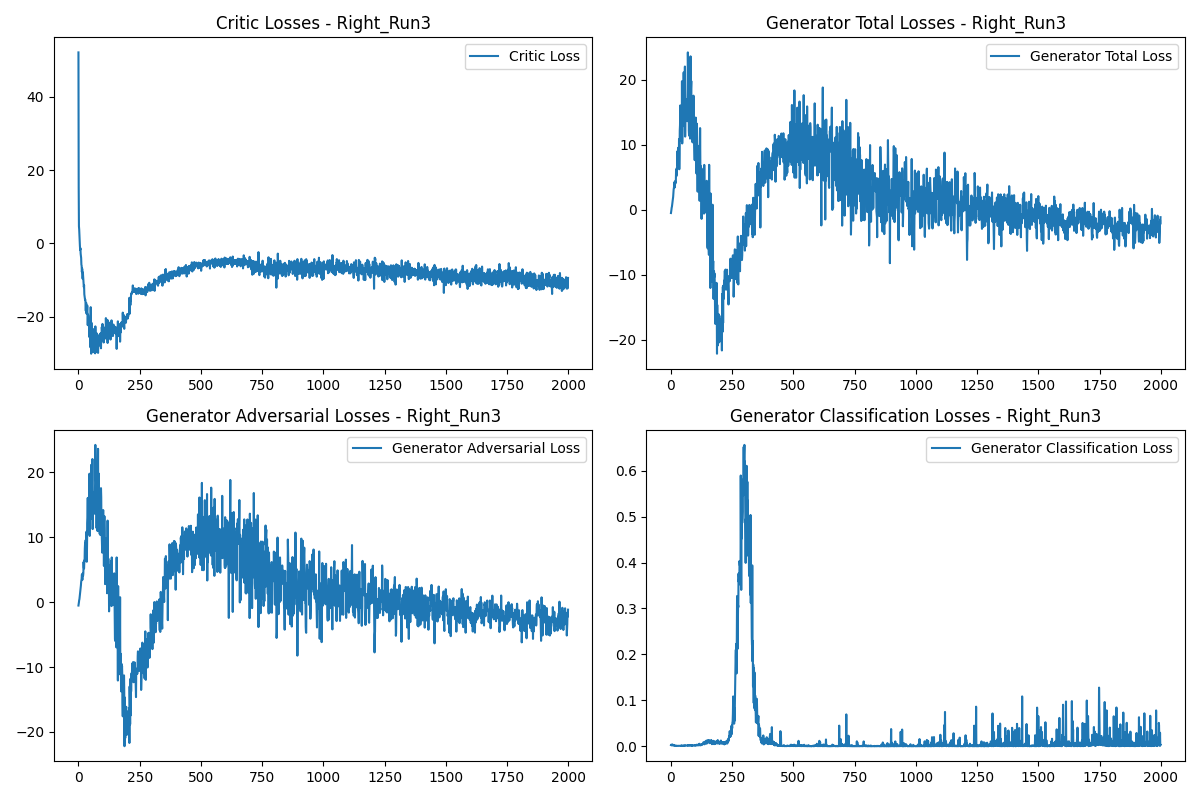 Critic Losses - Right_Run3
Critic Loss
40
20
0
−20
0 250 500 750 1000 1250 1500 1750 2000
Generator Total Losses - Right_Run3
Generator Total Loss
20
10
0
−10
−20
0 250 500 750 1000 1250 1500 1750 2000
Generator Adversarial Losses - Right_Run3
Generator Adversarial Loss
20
10
0
−10
−20
0 250 500 750 1000 1250 1500 1750 2000
Generator Classification Losses - Right_Run3
Generator Classification Loss
0.6
0.5
0.4
0.3
0.2
0.1
0.0
0 250 500 750 1000 1250 1500 1750 2000